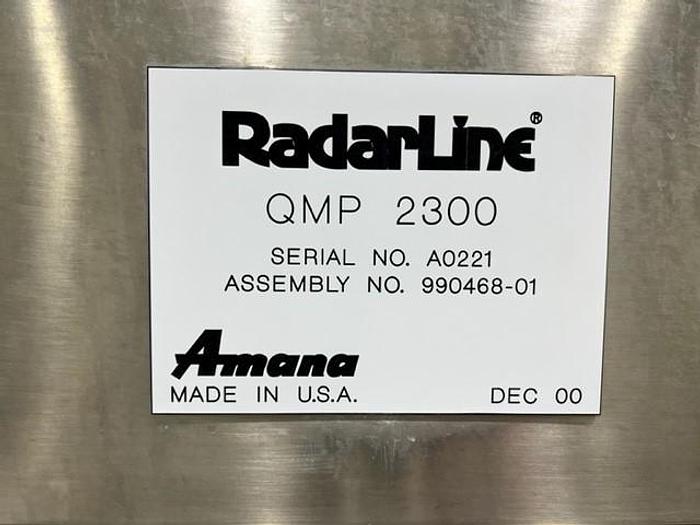 RadarLine®
QMP 2300
SERIAL NO. A0221
ASSEMBLY NO. 990468-01
Amana
MADE IN U.S.A. DEC 00